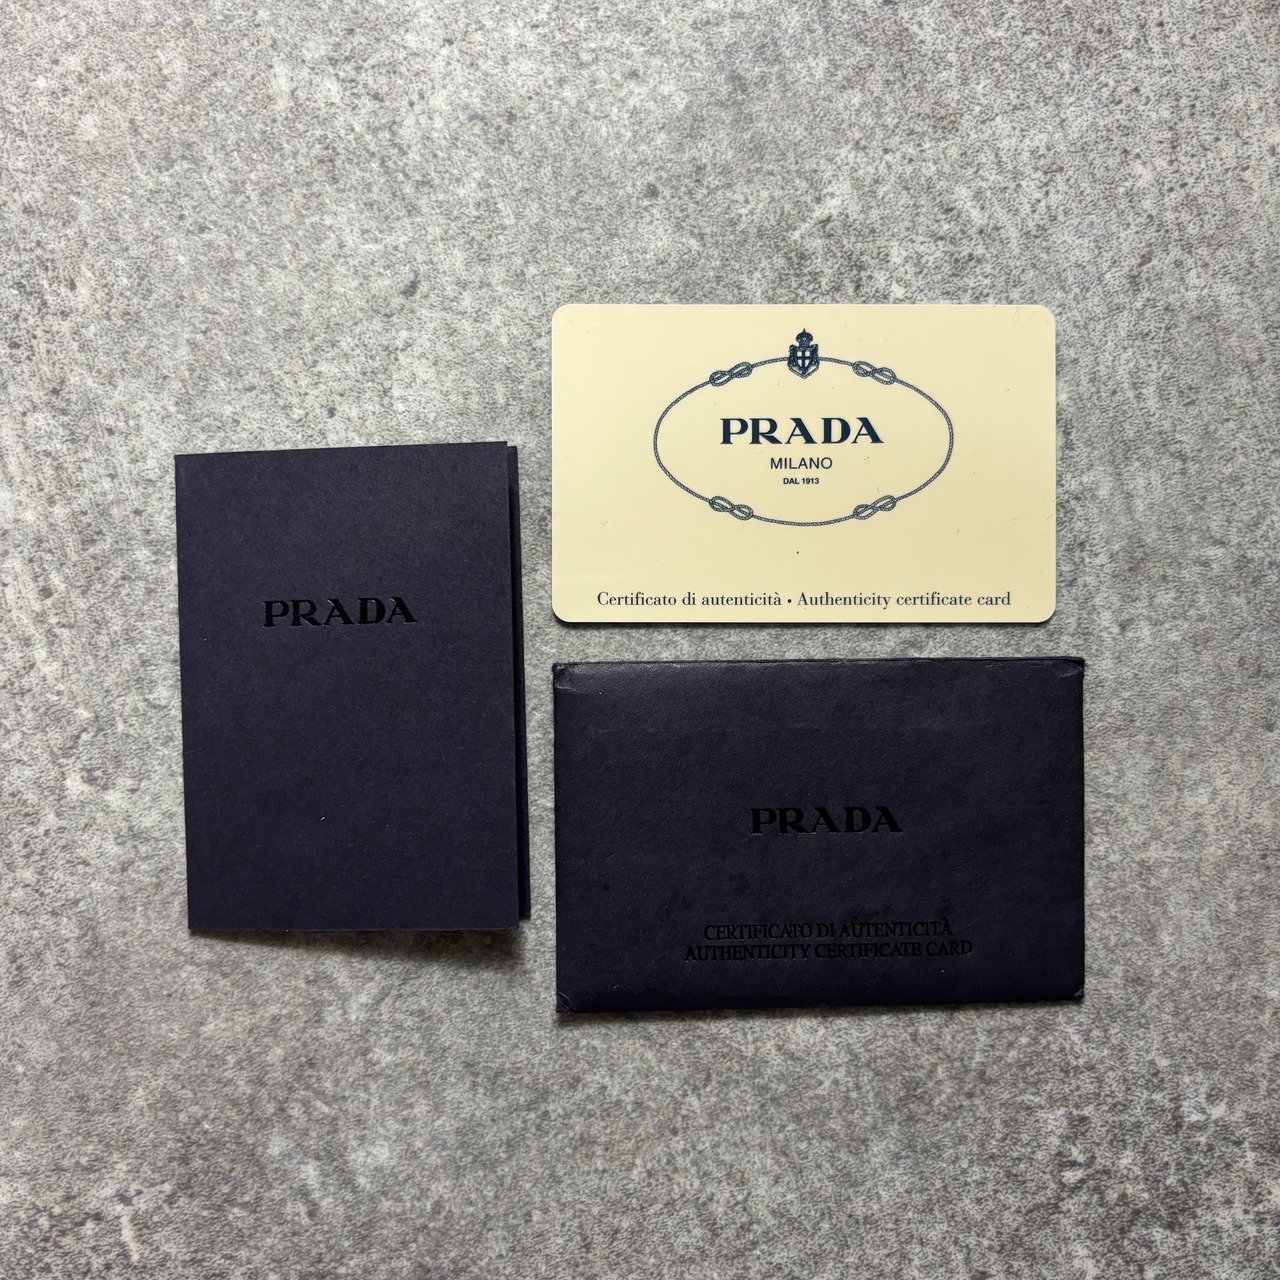 PRADA
PRADA
MILANO
DAL 1913
Certificato di autenticità • Authenticity certificate card
PRADA
CERTIFICATO DI AUTENTICITÀ
AUTHENTICITY CERTIFICATE CARD